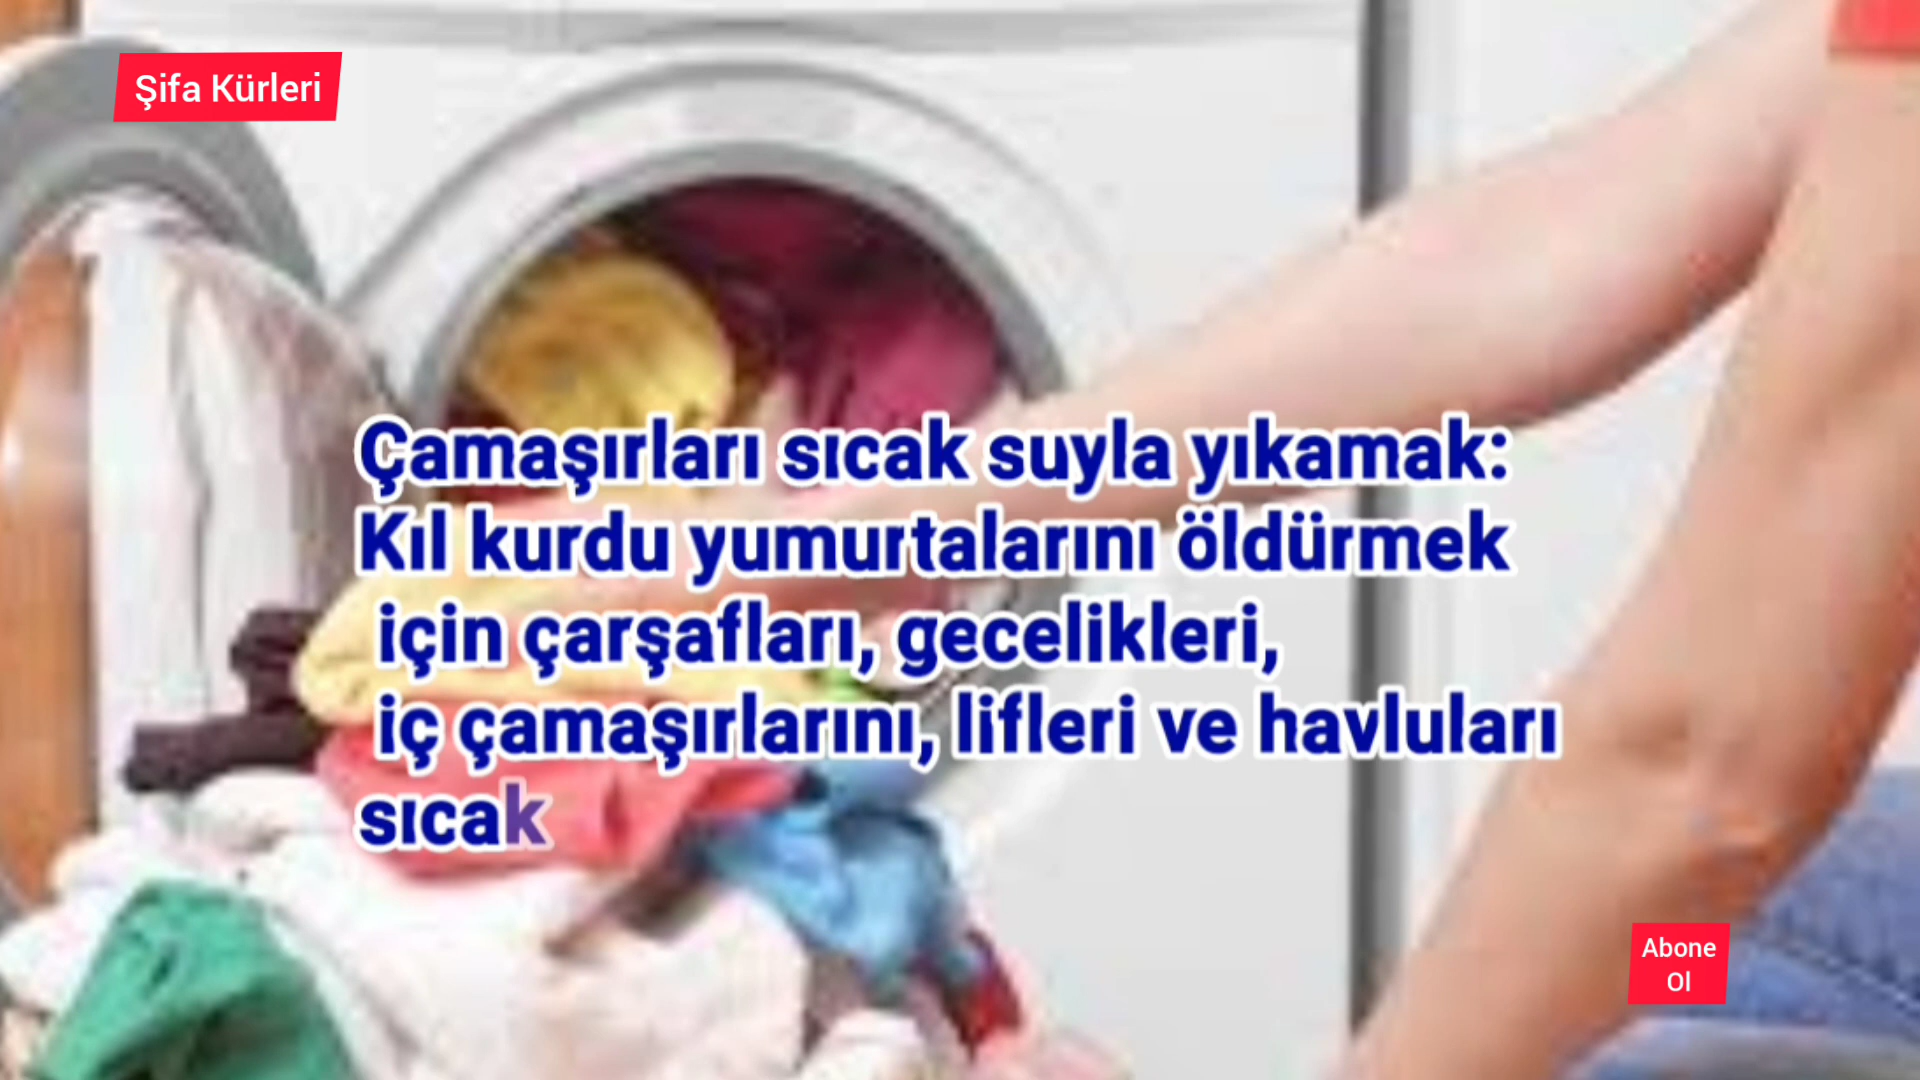 Şifa Kürleri
Çamaşırları sıcak suyla yıkamak:
Kıl kurdu yumurtalarını öldürmek
için çarşafları, gecelikleri,
iç çamaşırlarını, lifleri ve havluları
sıcak
Abone
Ol